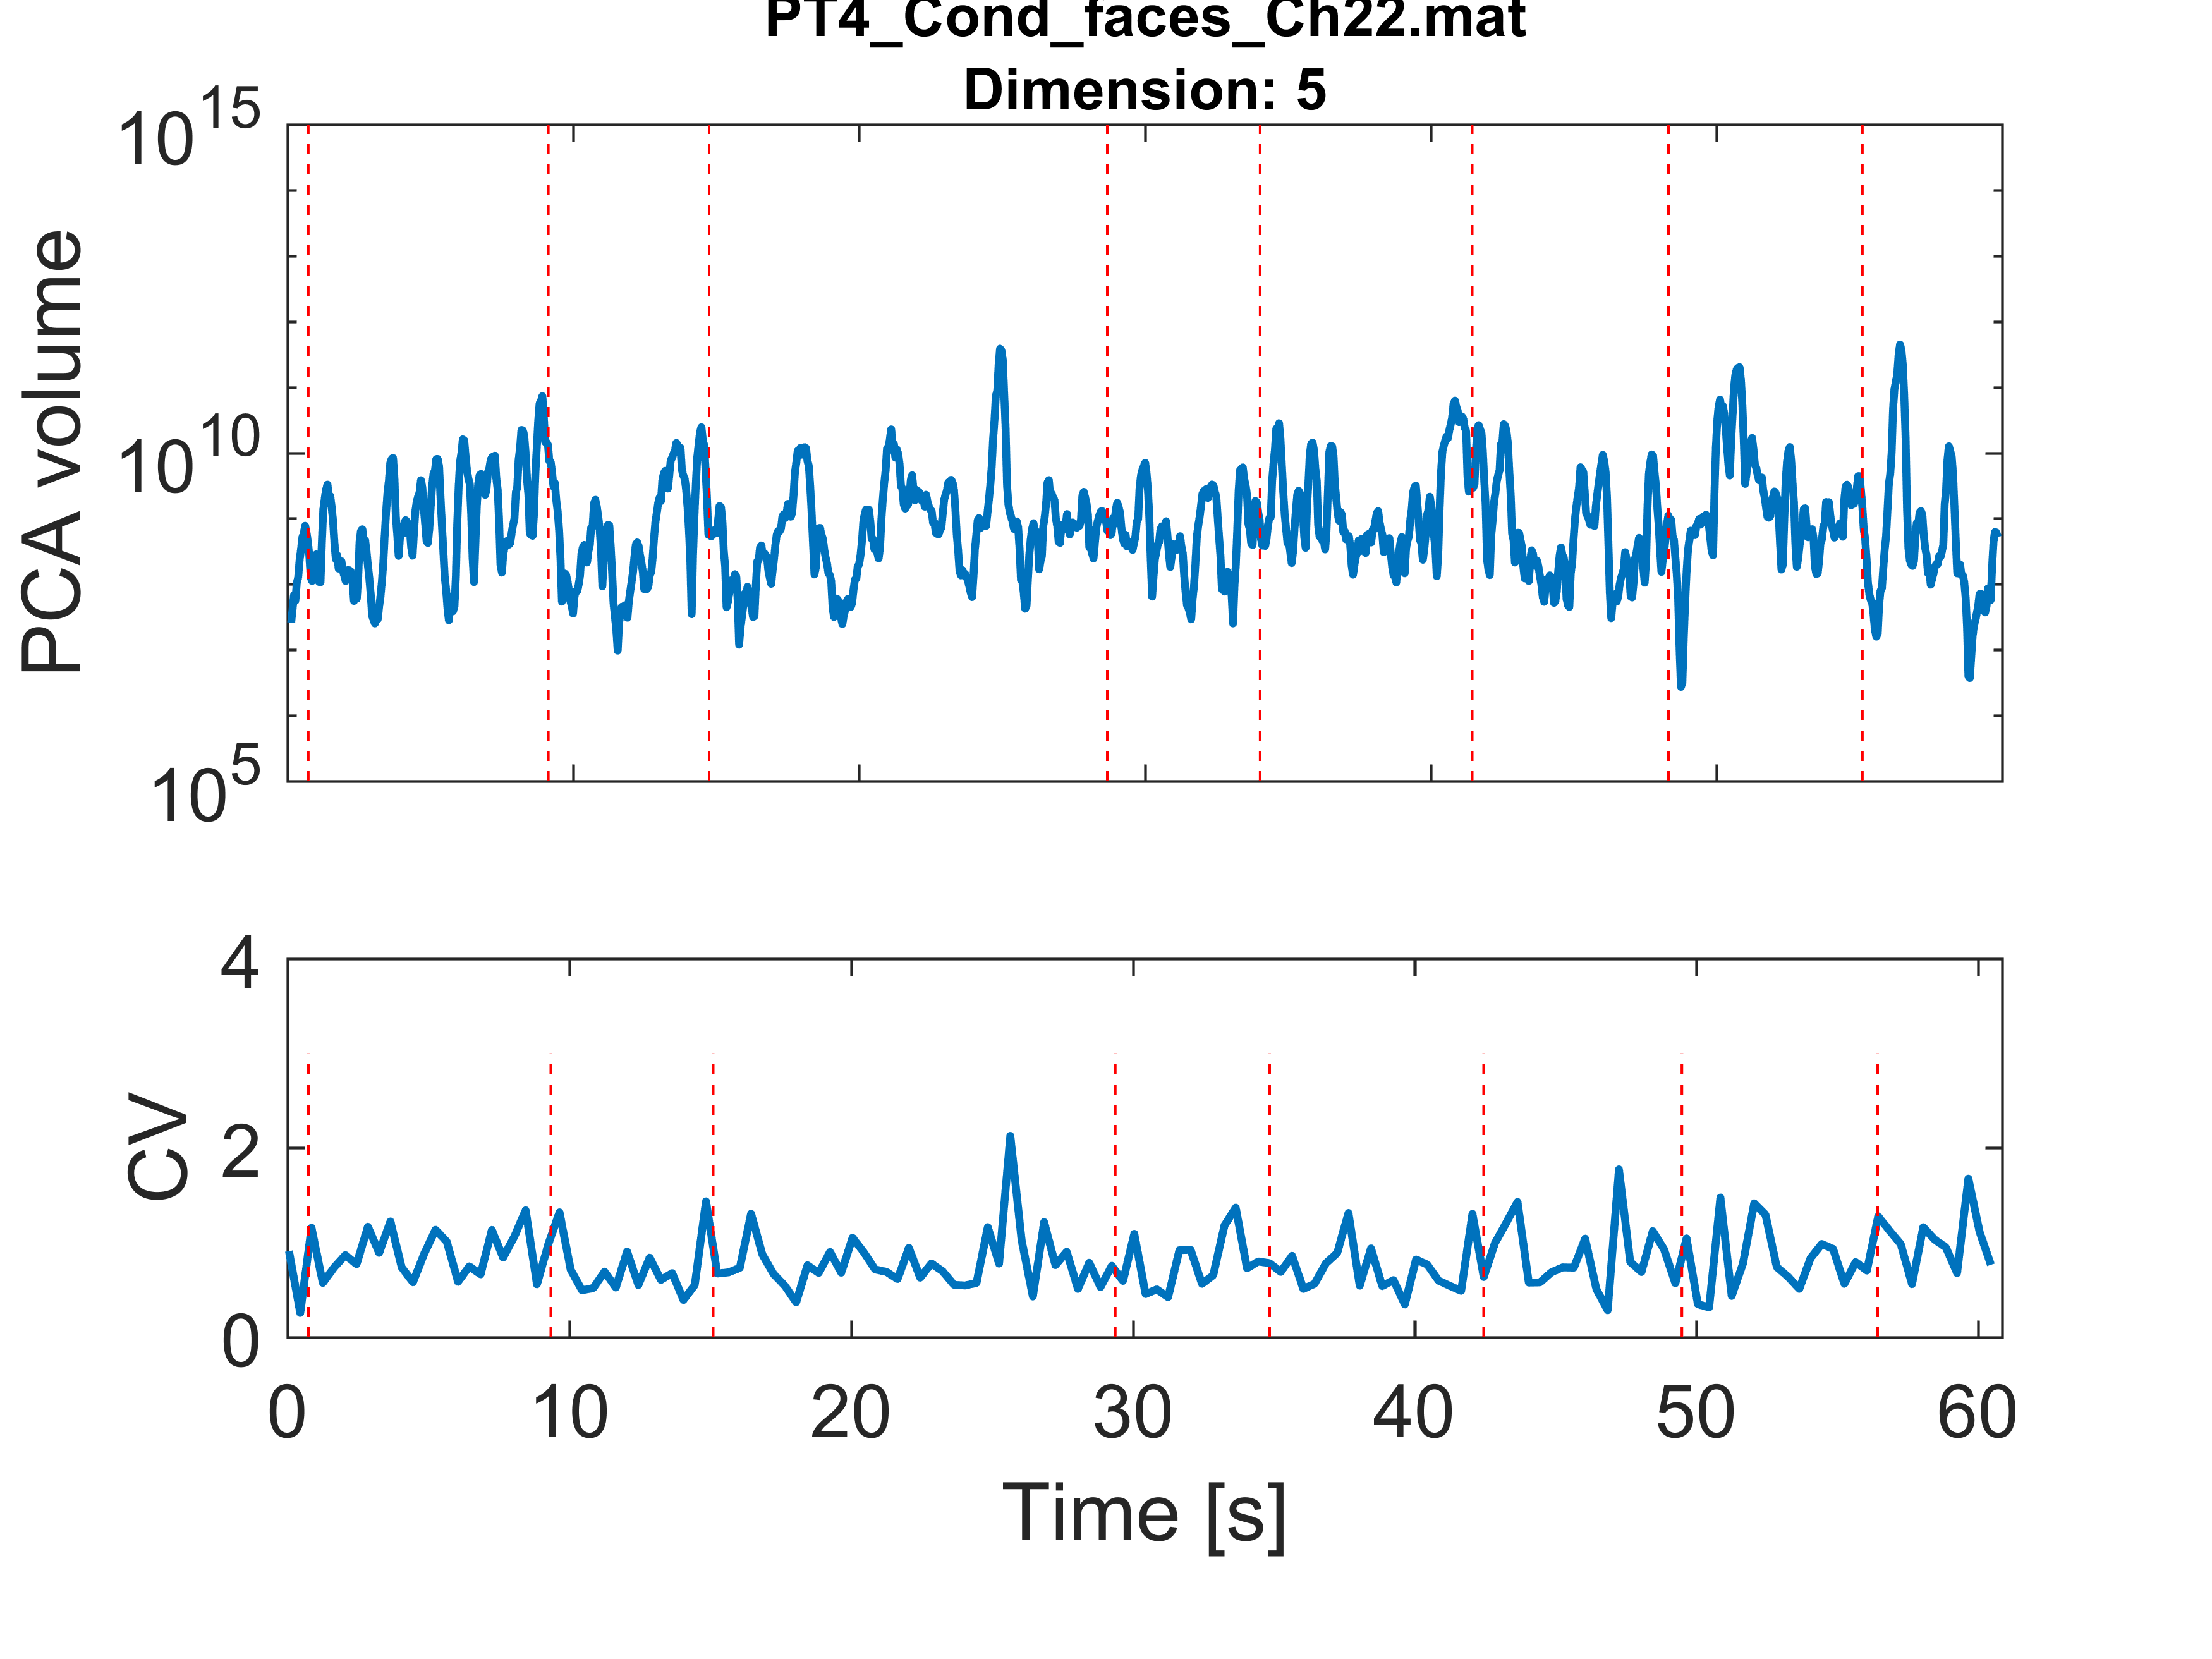 PT4_Cond_faces_Ch22.mat
Dimension: 5
10^15
10^10
10^5
PCA volume
4
2
0
CV
0 10 20 30 40 50 60
Time [s]